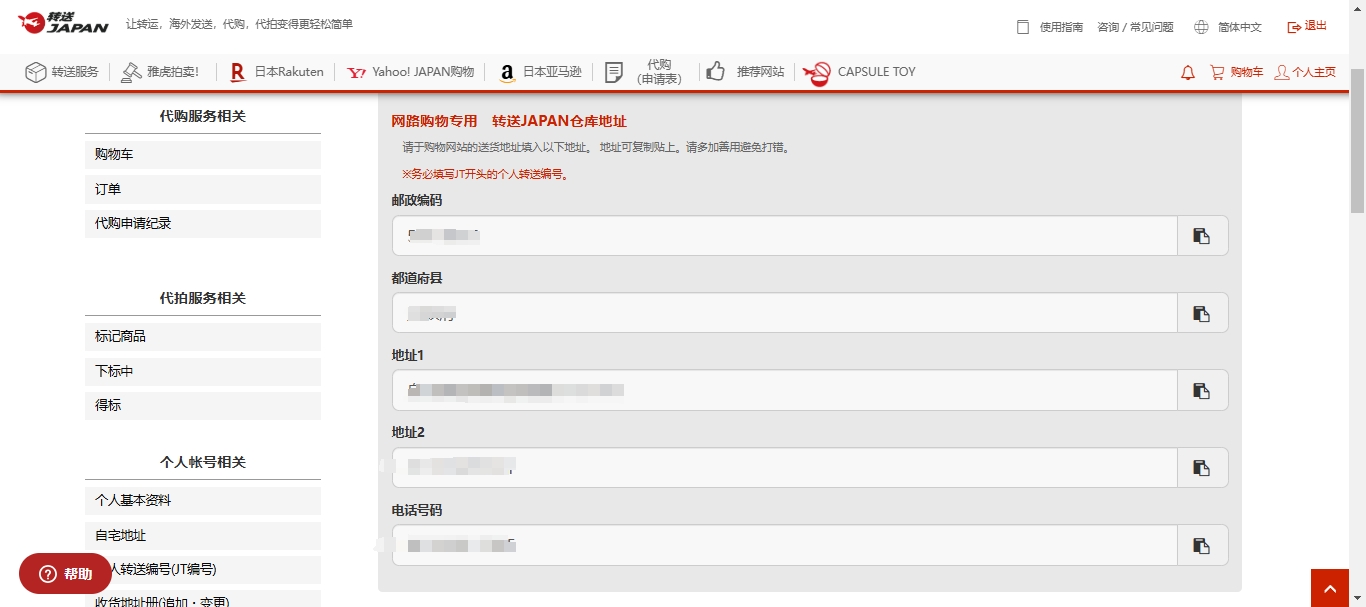 转送
JAPAN
让转运，海外发送，代购，代拍变得更轻松简单
使用指南
咨询 / 常见问题
简体中文
退出
转送服务
雅虎拍卖!
R
日本Rakuten
Y!
Yahoo! JAPAN购物
a
日本亚马逊
代购
(申请表)
推荐网站
CAPSULE TOY
购物车
个人主页
代购服务相关
购物车
订单
代购申请纪录
代拍服务相关
标记商品
下标中
得标
个人帐号相关
个人基本资料
自宅地址
人转送编号(JT编号)
收货地址册(追加・变更)
? 帮助
网路购物专用 转送JAPAN仓库地址
请于购物网站的送货地址填入以下地址。 地址可复制贴上。请多加善用避免打错。
※务必填写JT开头的个人转送编号。
邮政编码
都道府县
地址1
地址2
电话号码